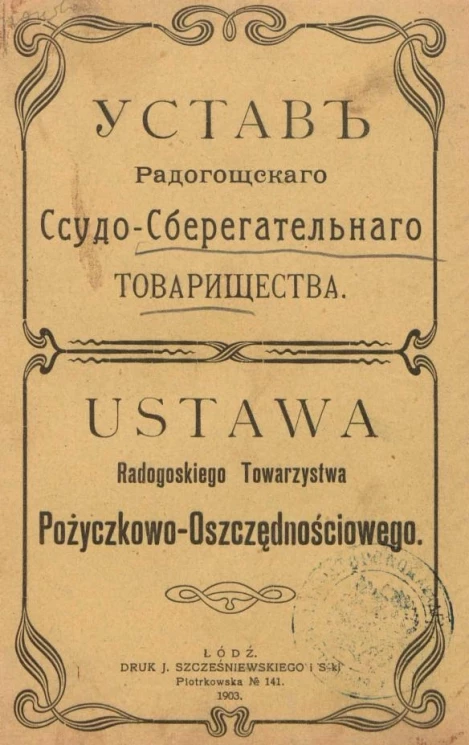 УСТАВЪ
Радогощскаго
Ссудо-Сберегательнаго
ТОВАРИЩЕСТВА.
USTAWA
Radogoskiego Towarzystwa
Pożyczkowo-Oszczędnościowego.
ŁÓDŹ.
DRUK J. SZCZEŚNIEWSKIEGO i S-ki
Piotrkowska № 141.
1903.